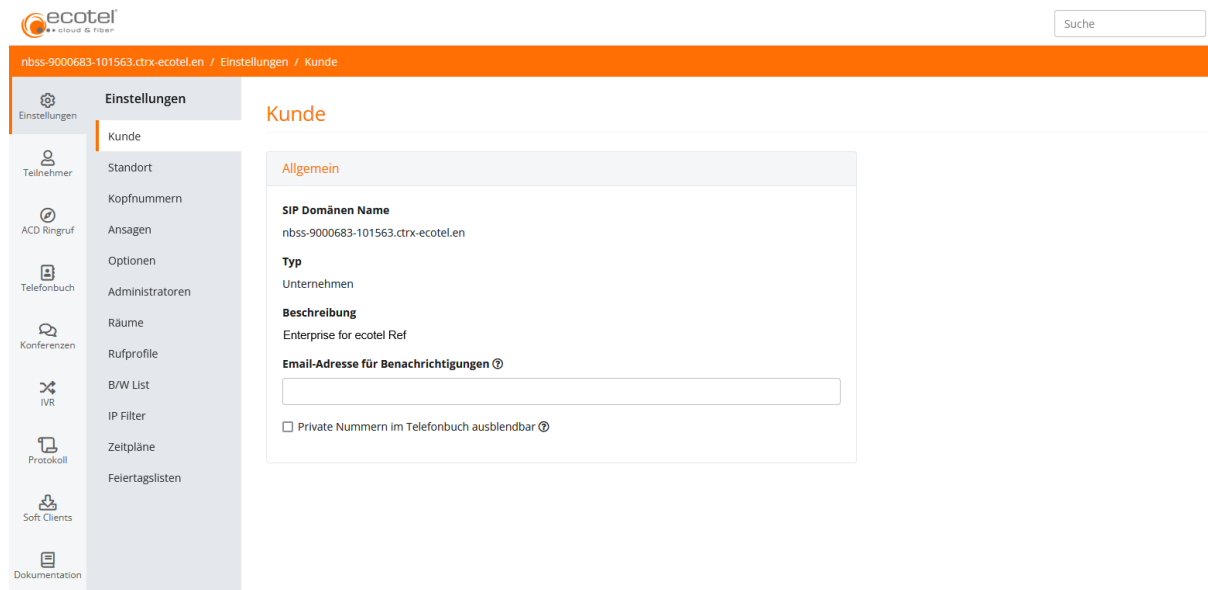 ecotel
cloud & fiber
Suche
nbss-9000683-101563.ctrx-ecotel.en / Einstellungen / Kunde
Einstellungen
Teilnehmer
ACD Ringruf
Telefonbuch
Konferenzen
IVR
Protokoll
Soft Clients
Dokumentation
Einstellungen
Kunde
Standort
Kopfnummern
Ansagen
Optionen
Administratoren
Räume
Rufprofile
B/W List
IP Filter
Zeitpläne
Feiertagslisten
Kunde
Allgemein
SIP Domänen Name
nbss-9000683-101563.ctrx-ecotel.en
Typ
Unternehmen
Beschreibung
Enterprise for ecotel Ref
Email-Adresse für Benachrichtigungen
Private Nummern im Telefonbuch ausblendbar